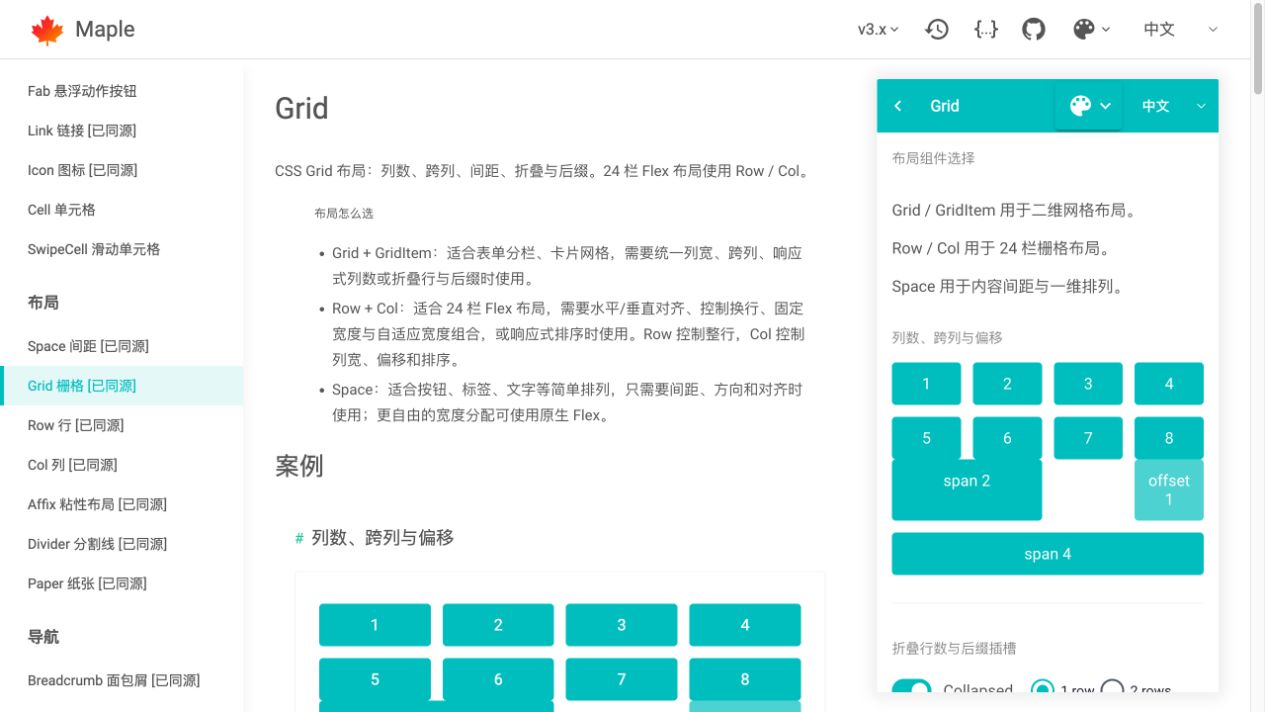 Maple
v3.x
中文
Fab 悬浮动作按钮
Link 链接 [已同源]
Icon 图标 [已同源]
Cell 单元格
SwipeCell 滑动单元格
布局
Space 间距 [已同源]
Grid 栅格 [已同源]
Row 行 [已同源]
Col 列 [已同源]
Affix 粘性布局 [已同源]
Divider 分割线 [已同源]
Paper 纸张 [已同源]
导航
Breadcrumb 面包屑 [已同源]
Grid
CSS Grid 布局：列数、跨列、间距、折叠与后缀。24 栏 Flex 布局使用 Row / Col。
布局怎么选
• Grid + GridItem：适合表单分栏、卡片网格，需要统一列宽、跨列、响应
式列数或折叠行与后缀时使用。
• Row + Col：适合 24 栏 Flex 布局，需要水平/垂直对齐、控制换行、固定
宽度与自适应宽度组合，或响应式排序时使用。Row 控制整行，Col 控制
列宽、偏移和排序。
• Space：适合按钮、标签、文字等简单排列，只需要间距、方向和对齐时
使用；更自由的宽度分配可使用原生 Flex。
案例
# 列数、跨列与偏移
1 2 3 4
5 6 7 8
Grid
中文
布局组件选择
Grid / GridItem 用于二维网格布局。
Row / Col 用于 24 栏栅格布局。
Space 用于内容间距与一维排列。
列数、跨列与偏移
1 2 3 4
5 6 7 8
span 2
offset
1
span 4
折叠行数与后缀插槽
Collapsed 1 row 2 rows